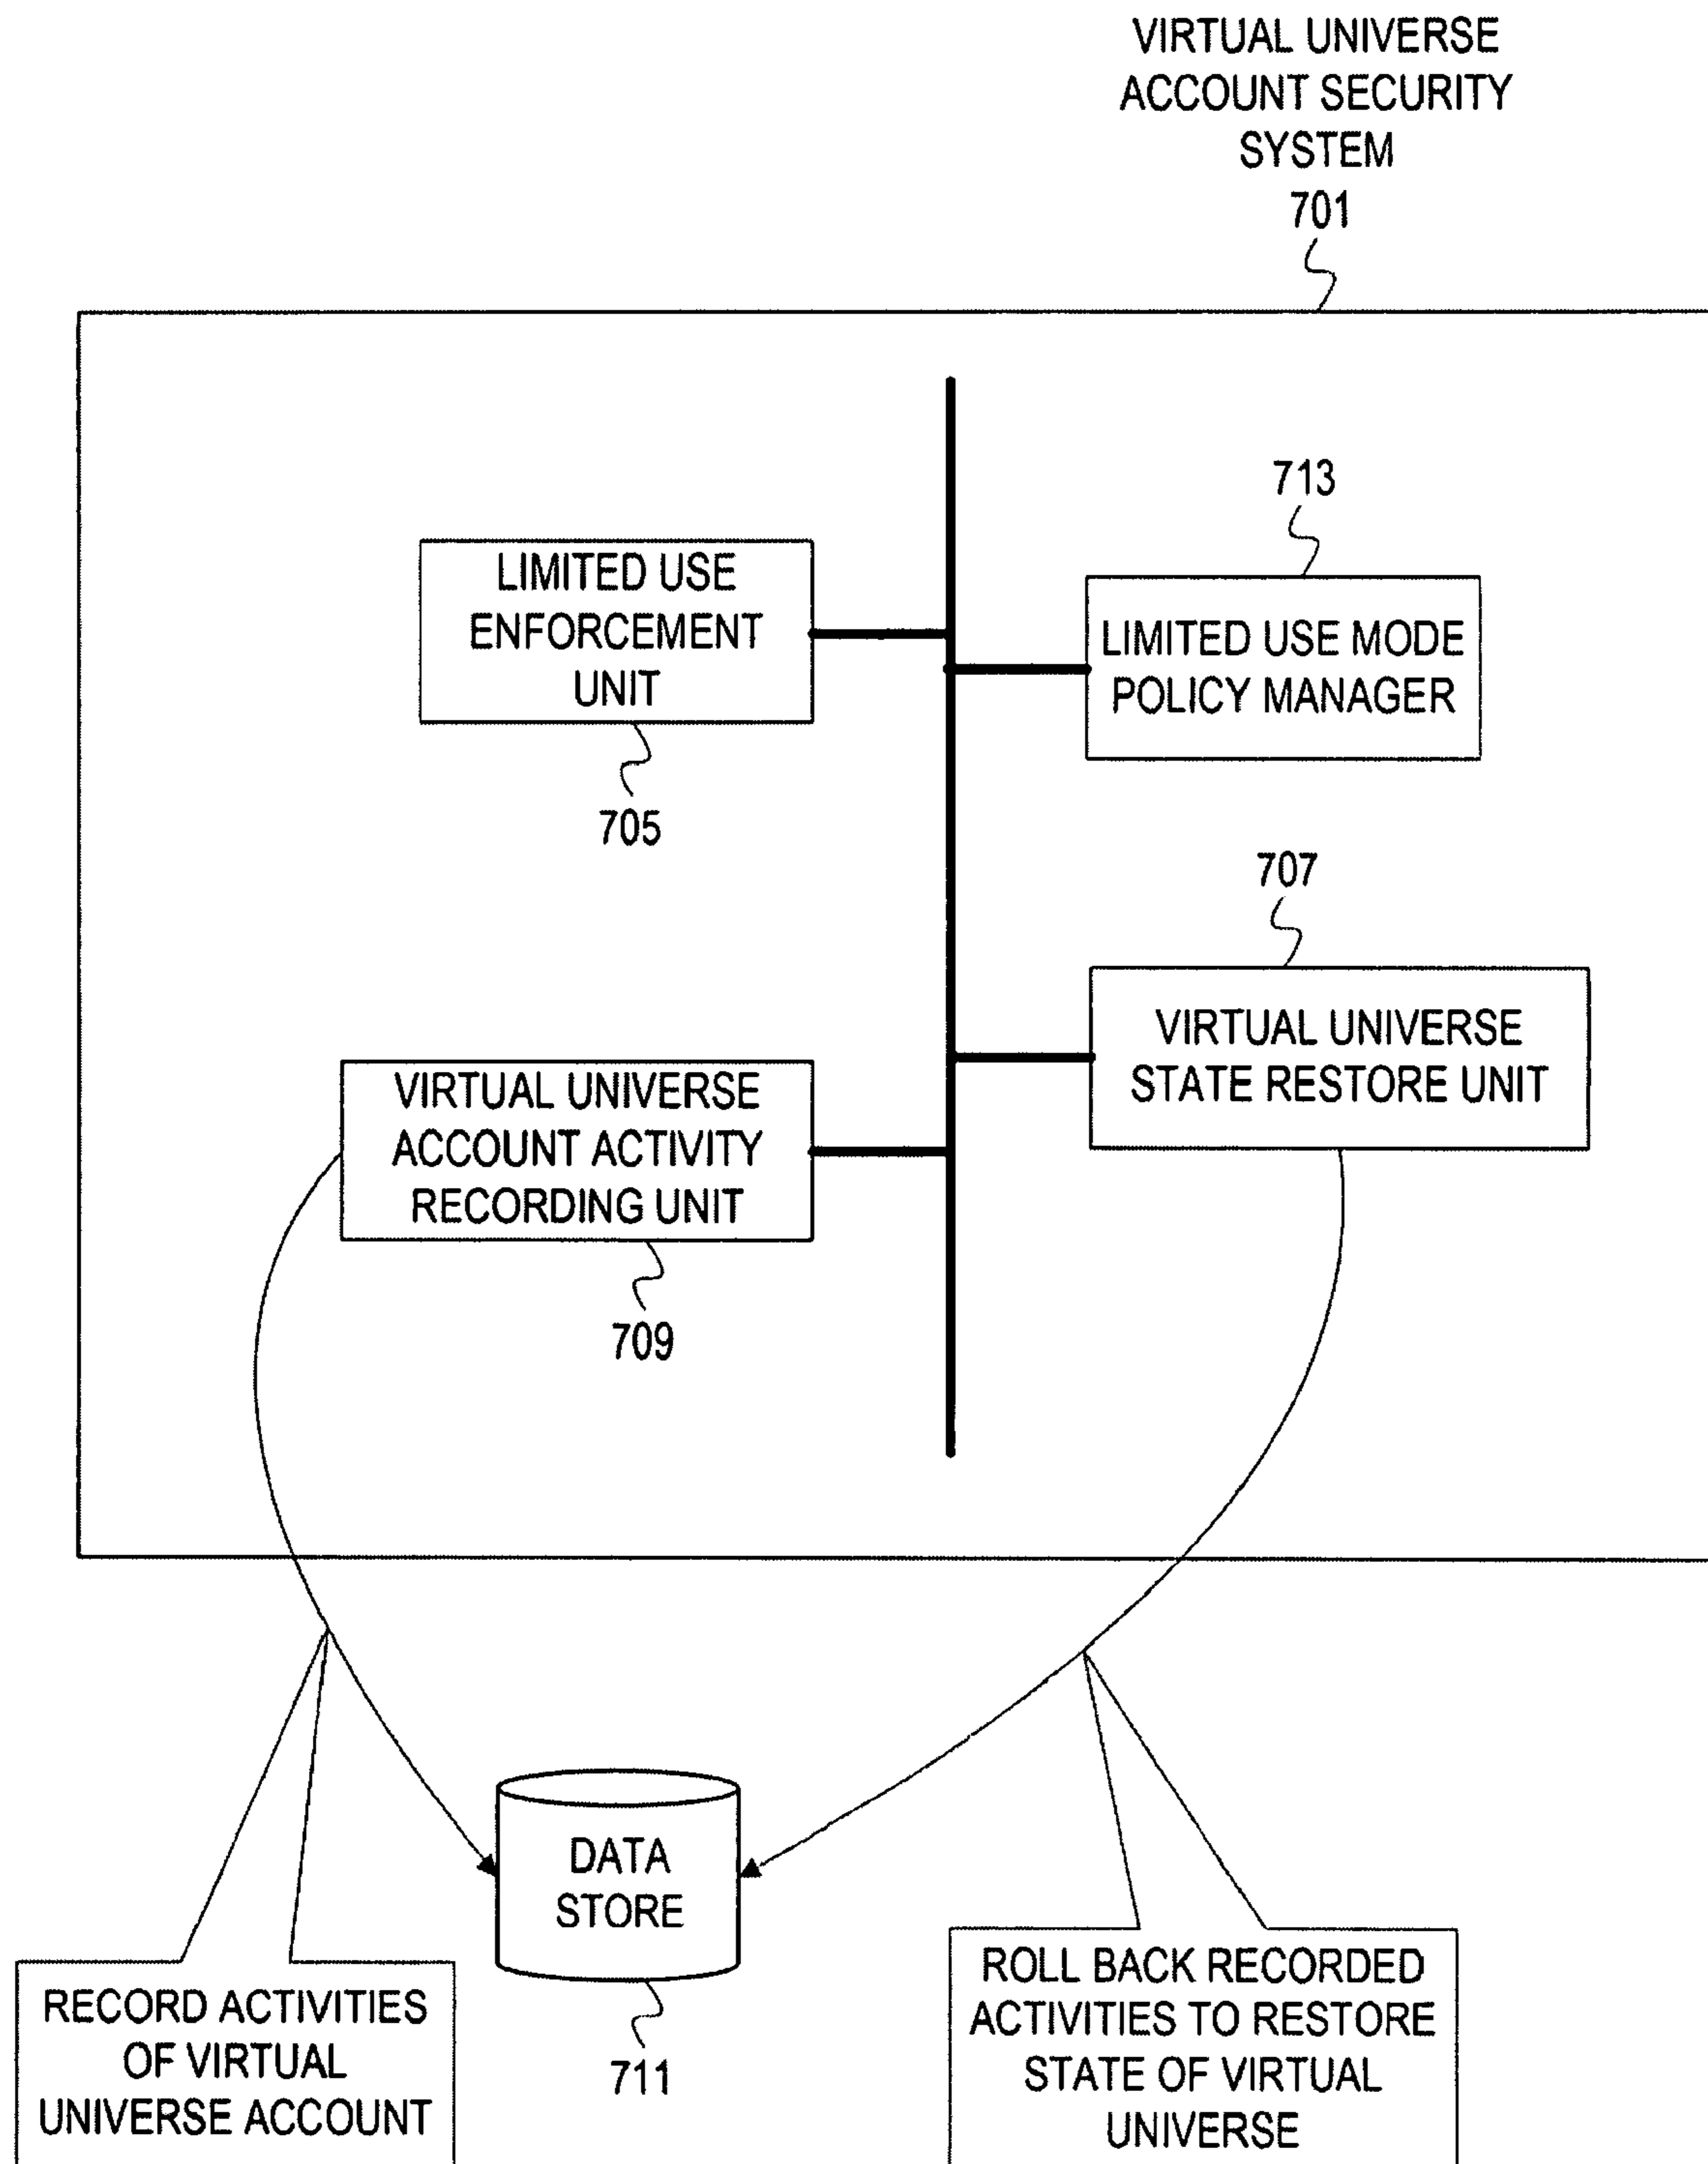 VIRTUAL UNIVERSE
ACCOUNT SECURITY
SYSTEM
701
713
LIMITED USE
ENFORCEMENT
UNIT
LIMITED USE MODE
POLICY MANAGER
705
707
VIRTUAL UNIVERSE
STATE RESTORE UNIT
VIRTUAL UNIVERSE
ACCOUNT ACTIVITY
RECORDING UNIT
709
DATA
STORE
711
RECORD ACTIVITIES
OF VIRTUAL
UNIVERSE ACCOUNT
ROLL BACK RECORDED
ACTIVITIES TO RESTORE
STATE OF VIRTUAL
UNIVERSE